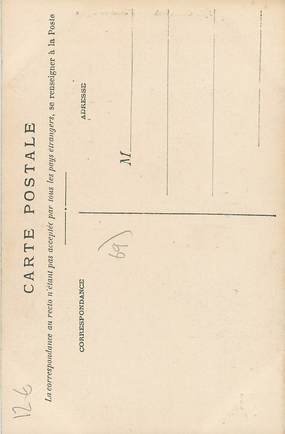 CARTE POSTALE
La correspondance au recto n'étant pas acceptée par tous les pays étrangers, se renseigner à la Poste
CORRESPONDANCE
ADRESSE
M
69)
12€